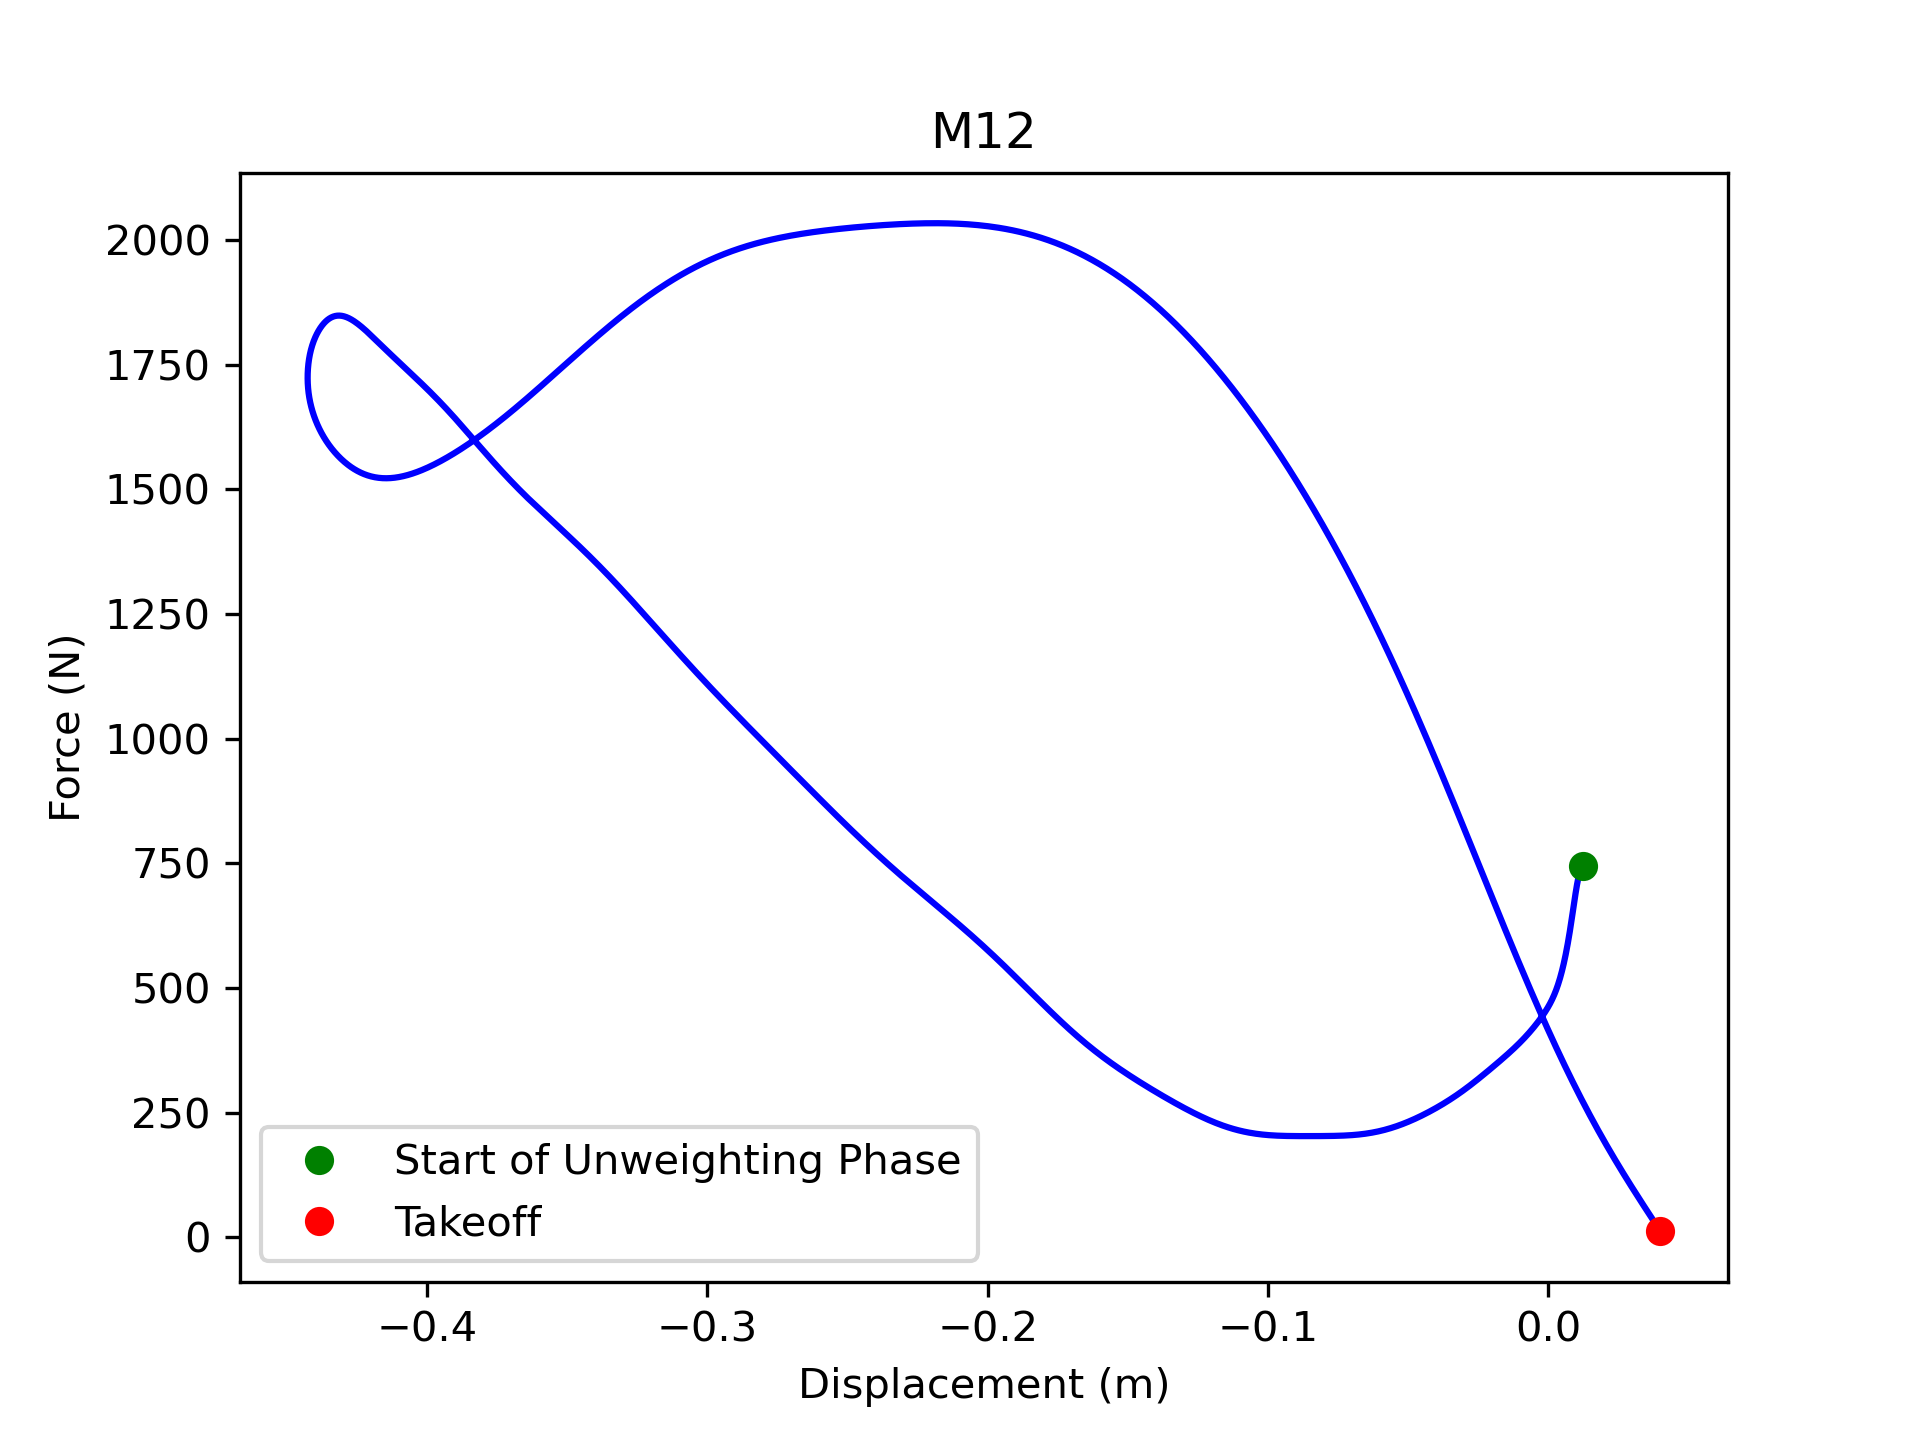 M12
2000
1750
1500
1250
1000
750
500
250
0
Force (N)
Start of Unweighting Phase
Takeoff
−0.4 −0.3 −0.2 −0.1 0.0
Displacement (m)